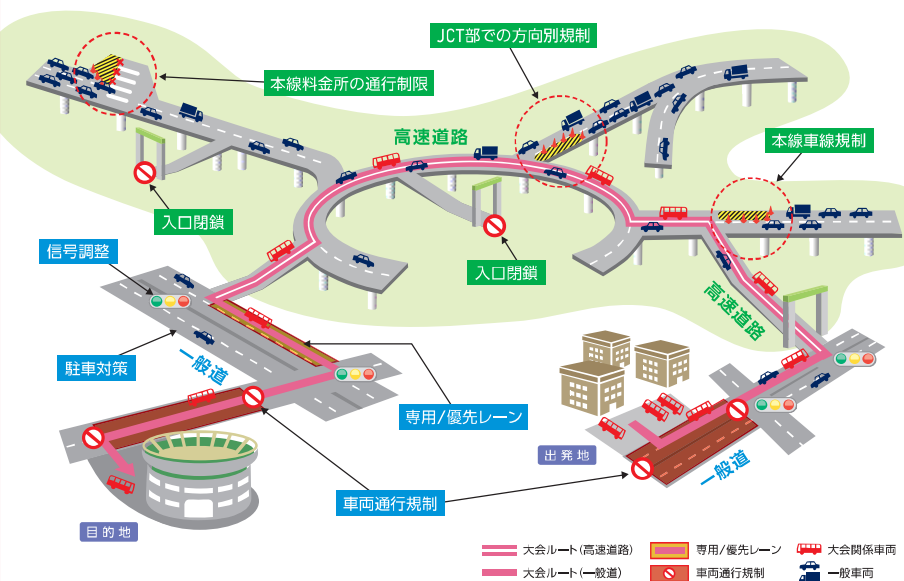 JCT部での方向別規制
本線料金所の通行制限
高速道路
本線車線規制
入口閉鎖
信号調整
入口閉鎖
高速道路
駐車対策
一般道
専用/優先レーン
出発地
一般道
車両通行規制
目的地
大会ルート(高速道路)
専用/優先レーン
大会関係車両
大会ルート(一般道)
車両通行規制
一般車両